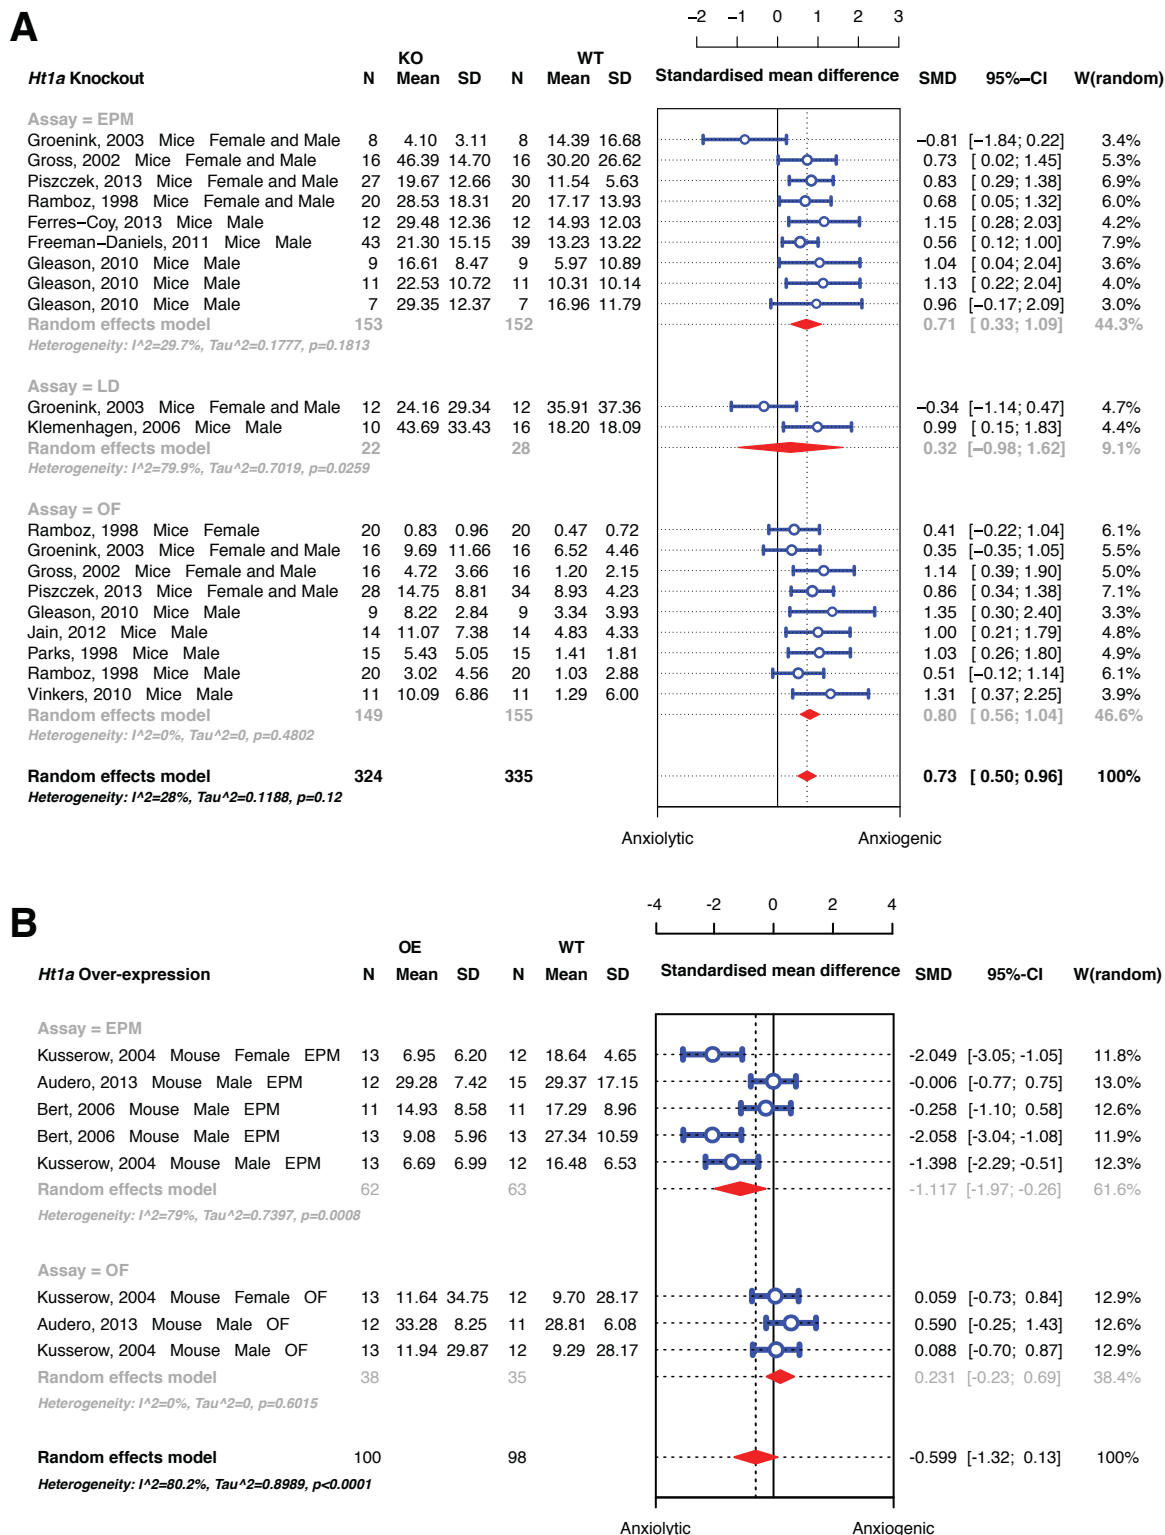 A
−2 −1 0 1 2 3
KO WT
Ht1a Knockout N Mean SD N Mean SD Standardised mean difference SMD 95%−CI W(random)
Assay = EPM
Groenink, 2003 Mice Female and Male 8 4.10 3.11 8 14.39 16.68 −0.81 [−1.84; 0.22] 3.4%
Gross, 2002 Mice Female and Male 16 46.39 14.70 16 30.20 26.62 0.73 [ 0.02; 1.45] 5.3%
Piszczek, 2013 Mice Female and Male 27 19.67 12.66 30 11.54 5.63 0.83 [ 0.29; 1.38] 6.9%
Ramboz, 1998 Mice Female and Male 20 28.53 18.31 20 17.17 13.93 0.68 [ 0.05; 1.32] 6.0%
Ferres−Coy, 2013 Mice Male 12 29.48 12.36 12 14.93 12.03 1.15 [ 0.28; 2.03] 4.2%
Freeman−Daniels, 2011 Mice Male 43 21.30 15.15 39 13.23 13.22 0.56 [ 0.12; 1.00] 7.9%
Gleason, 2010 Mice Male 9 16.61 8.47 9 5.97 10.89 1.04 [ 0.04; 2.04] 3.6%
Gleason, 2010 Mice Male 11 22.53 10.72 11 10.31 10.14 1.13 [ 0.22; 2.04] 4.0%
Gleason, 2010 Mice Male 7 29.35 12.37 7 16.96 11.79 0.96 [−0.17; 2.09] 3.0%
Random effects model 153 152 0.71 [ 0.33; 1.09] 44.3%
Heterogeneity: I^2=29.7%, Tau^2=0.1777, p=0.1813
Assay = LD
Groenink, 2003 Mice Female and Male 12 24.16 29.34 12 35.91 37.36 −0.34 [−1.14; 0.47] 4.7%
Klemenhagen, 2006 Mice Male 10 43.69 33.43 16 18.20 18.09 0.99 [ 0.15; 1.83] 4.4%
Random effects model 22 28 0.32 [−0.98; 1.62] 9.1%
Heterogeneity: I^2=79.9%, Tau^2=0.7019, p=0.0259
Assay = OF
Ramboz, 1998 Mice Female 20 0.83 0.96 20 0.47 0.72 0.41 [−0.22; 1.04] 6.1%
Groenink, 2003 Mice Female and Male 16 9.69 11.66 16 6.52 4.46 0.35 [−0.35; 1.05] 5.5%
Gross, 2002 Mice Female and Male 16 4.72 3.66 16 1.20 2.15 1.14 [ 0.39; 1.90] 5.0%
Piszczek, 2013 Mice Female and Male 28 14.75 8.81 34 8.93 4.23 0.86 [ 0.34; 1.38] 7.1%
Gleason, 2010 Mice Male 9 8.22 2.84 9 3.34 3.93 1.35 [ 0.30; 2.40] 3.3%
Jain, 2012 Mice Male 14 11.07 7.38 14 4.83 4.33 1.00 [ 0.21; 1.79] 4.8%
Parks, 1998 Mice Male 15 5.43 5.05 15 1.41 1.81 1.03 [ 0.26; 1.80] 4.9%
Ramboz, 1998 Mice Male 20 3.02 4.56 20 1.03 2.88 0.51 [−0.12; 1.14] 6.1%
Vinkers, 2010 Mice Male 11 10.09 6.86 11 1.29 6.00 1.31 [ 0.37; 2.25] 3.9%
Random effects model 149 155 0.80 [ 0.56; 1.04] 46.6%
Heterogeneity: I^2=0%, Tau^2=0, p=0.4802
Random effects model 324 335 0.73 [ 0.50; 0.96] 100%
Heterogeneity: I^2=28%, Tau^2=0.1188, p=0.12
Anxiolytic Anxiogenic
B
-4 -2 0 2 4
OE WT
Ht1a Over-expression N Mean SD N Mean SD Standardised mean difference SMD 95%-CI W(random)
Assay = EPM
Kusserow, 2004 Mouse Female EPM 13 6.95 6.20 12 18.64 4.65 -2.049 [-3.05; -1.05] 11.8%
Audero, 2013 Mouse Male EPM 12 29.28 7.42 15 29.37 17.15 -0.006 [-0.77; 0.75] 13.0%
Bert, 2006 Mouse Male EPM 11 14.93 8.58 11 17.29 8.96 -0.258 [-1.10; 0.58] 12.6%
Bert, 2006 Mouse Male EPM 13 9.08 5.96 13 27.34 10.59 -2.058 [-3.04; -1.08] 11.9%
Kusserow, 2004 Mouse Male EPM 13 6.69 6.99 12 16.48 6.53 -1.398 [-2.29; -0.51] 12.3%
Random effects model 62 63 -1.117 [-1.97; -0.26] 61.6%
Heterogeneity: I^2=79%, Tau^2=0.7397, p=0.0008
Assay = OF
Kusserow, 2004 Mouse Female OF 13 11.64 34.75 12 9.70 28.17 0.059 [-0.73; 0.84] 12.9%
Audero, 2013 Mouse Male OF 12 33.28 8.25 11 28.81 6.08 0.590 [-0.25; 1.43] 12.6%
Kusserow, 2004 Mouse Male OF 13 11.94 29.87 12 9.29 28.17 0.088 [-0.70; 0.87] 12.9%
Random effects model 38 35 0.231 [-0.23; 0.69] 38.4%
Heterogeneity: I^2=0%, Tau^2=0, p=0.6015
Random effects model 100 98 -0.599 [-1.32; 0.13] 100%
Heterogeneity: I^2=80.2%, Tau^2=0.8989, p<0.0001
Anxiolytic Anxiogenic